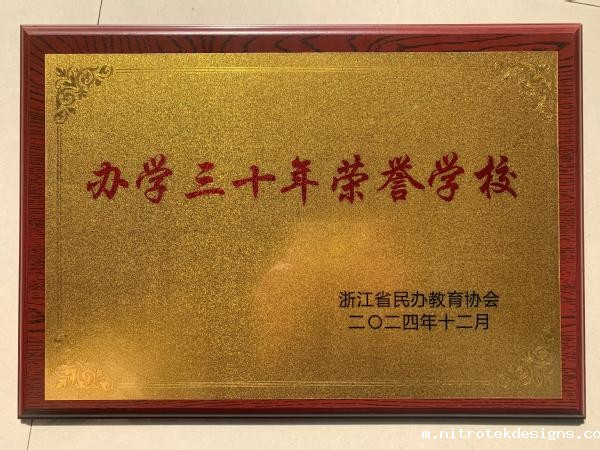 办学三十年荣誉学校
浙江省民办教育协会
二〇二四年十二月
m.nitrotekdesigns.co